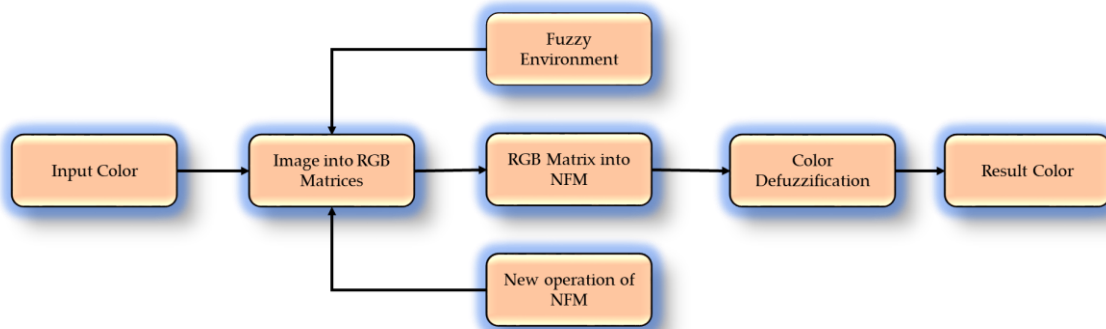 Fuzzy
Environment
Input Color
Image into RGB
Matrices
RGB Matrix into
NFM
Color
Defuzzification
Result Color
New operation of
NFM